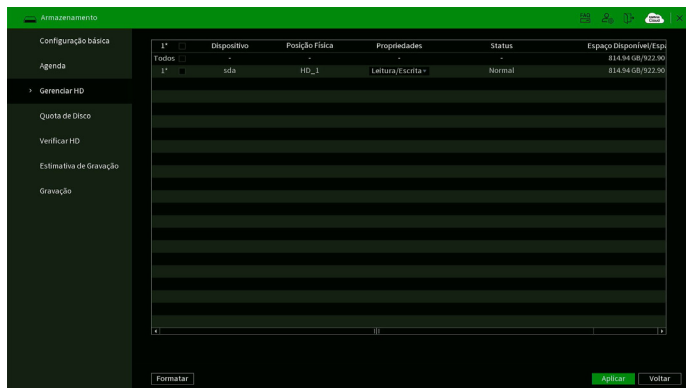 Armazenamento
FAQ
Configuração básica
Agenda
> Gerenciar HD
Quota de Disco
Verificar HD
Estimativa de Gravação
Gravação
1* Dispositivo Posição Física Propriedades Status Espaço Disponível/Espa
Todos - - - - 814.94 GB/922.90
1* sda HD_1 Leitura/Escrita Normal 814.94 GB/922.90
Formatar
Aplicar Voltar